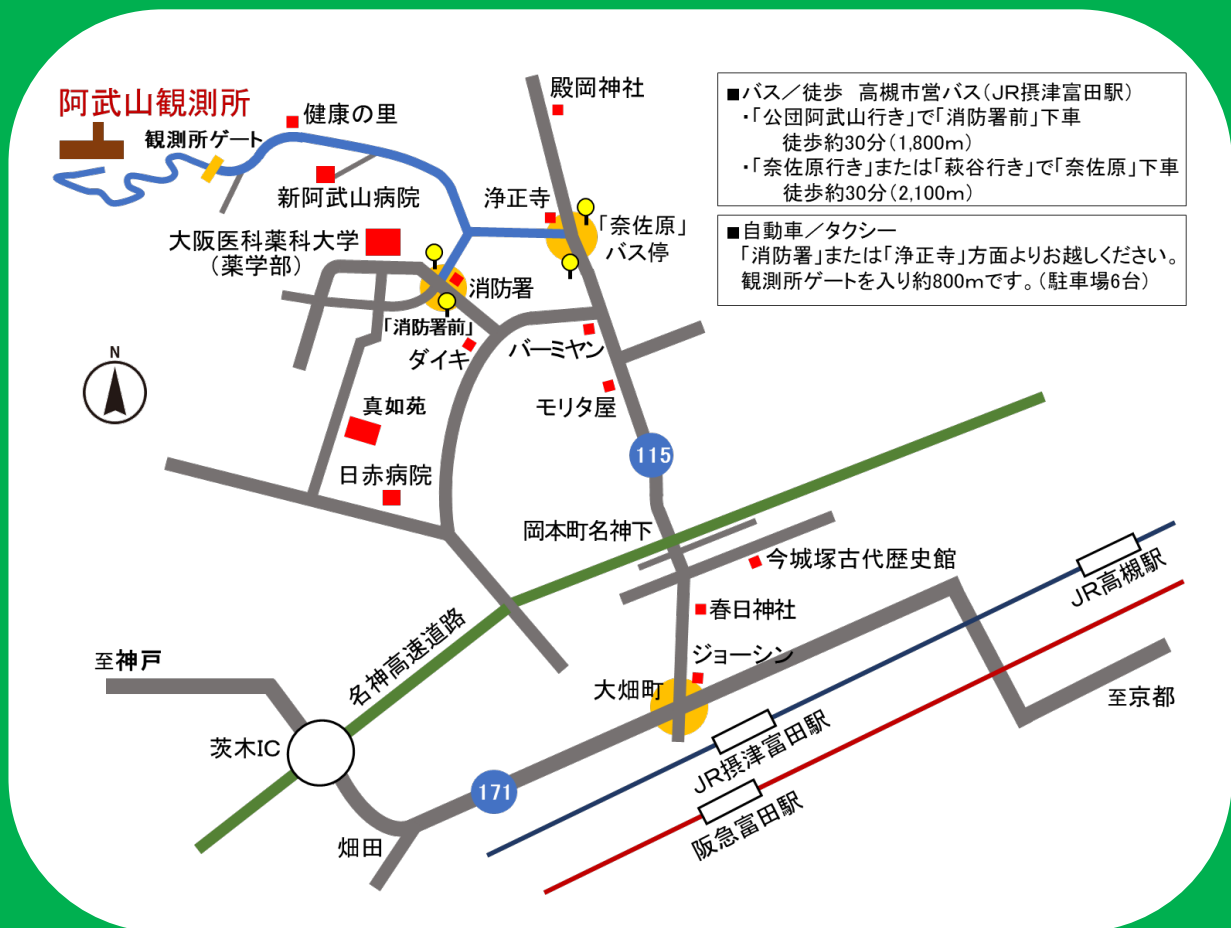 阿武山観測所
観測所ゲート
健康の里
殿岡神社
新阿武山病院
浄正寺
「奈佐原」
バス停
大阪医科薬科大学
(薬学部)
消防署
「消防署前」
ダイキ
バーミヤン
モリタ屋
N
真如苑
日赤病院
115
岡本町名神下
今城塚古代歴史館
JR高槻駅
春日神社
ジョーシン
大畑町
至神戸
名神高速道路
至京都
茨木IC
JR摂津富田駅
171
阪急富田駅
畑田
■バス/徒歩 高槻市営バス(JR摂津富田駅)
・「公団阿武山行き」で「消防署前」下車
徒歩約30分(1,800m)
・「奈佐原行き」または「萩谷行き」で「奈佐原」下車
徒歩約30分(2,100m)
■自動車/タクシー
「消防署」または「浄正寺」方面よりお越しください。
観測所ゲートを入り約800mです。(駐車場6台)